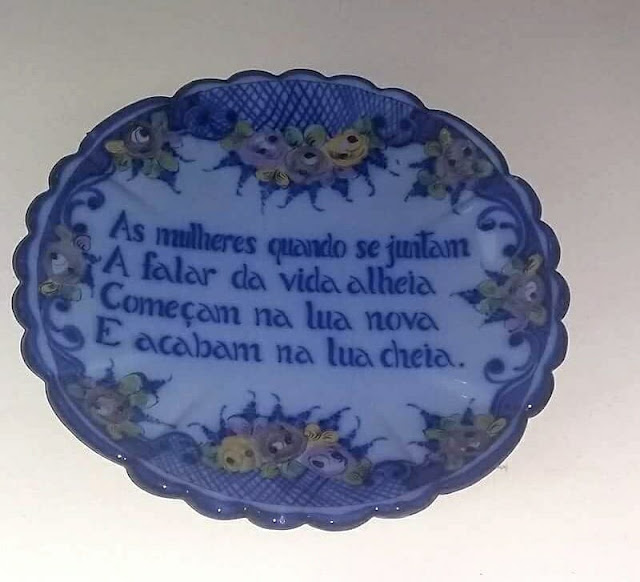 As mulheres quando se juntam
A falar da vida alheia
Começam na lua nova
E acabam na lua cheia.